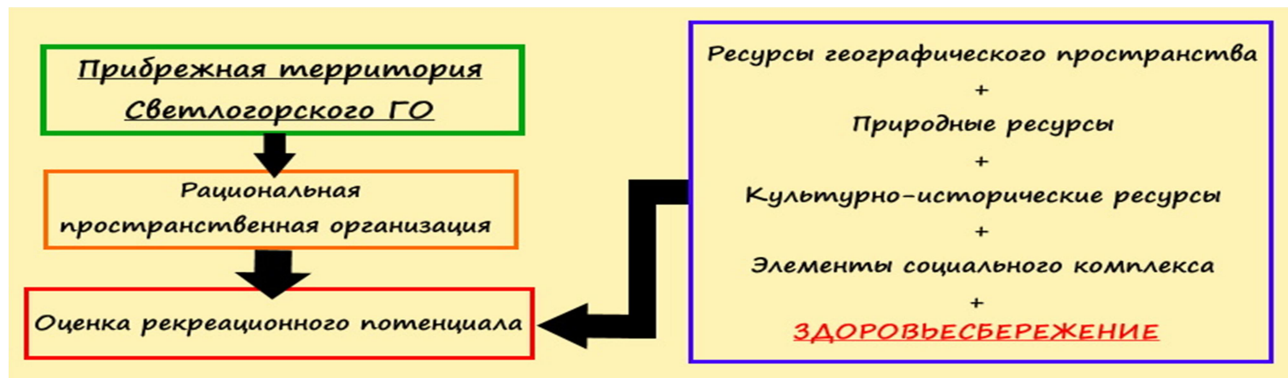 Прибрежная территория
Светлогорского ГО
Рациональная
пространственная организация
Оценка рекреационного потенциала
Ресурсы географического пространства
+
Природные ресурсы
+
Культурно-исторические ресурсы
+
Элементы социального комплекса
+
ЗДОРОВЬЕСБЕРЕЖЕНИЕ